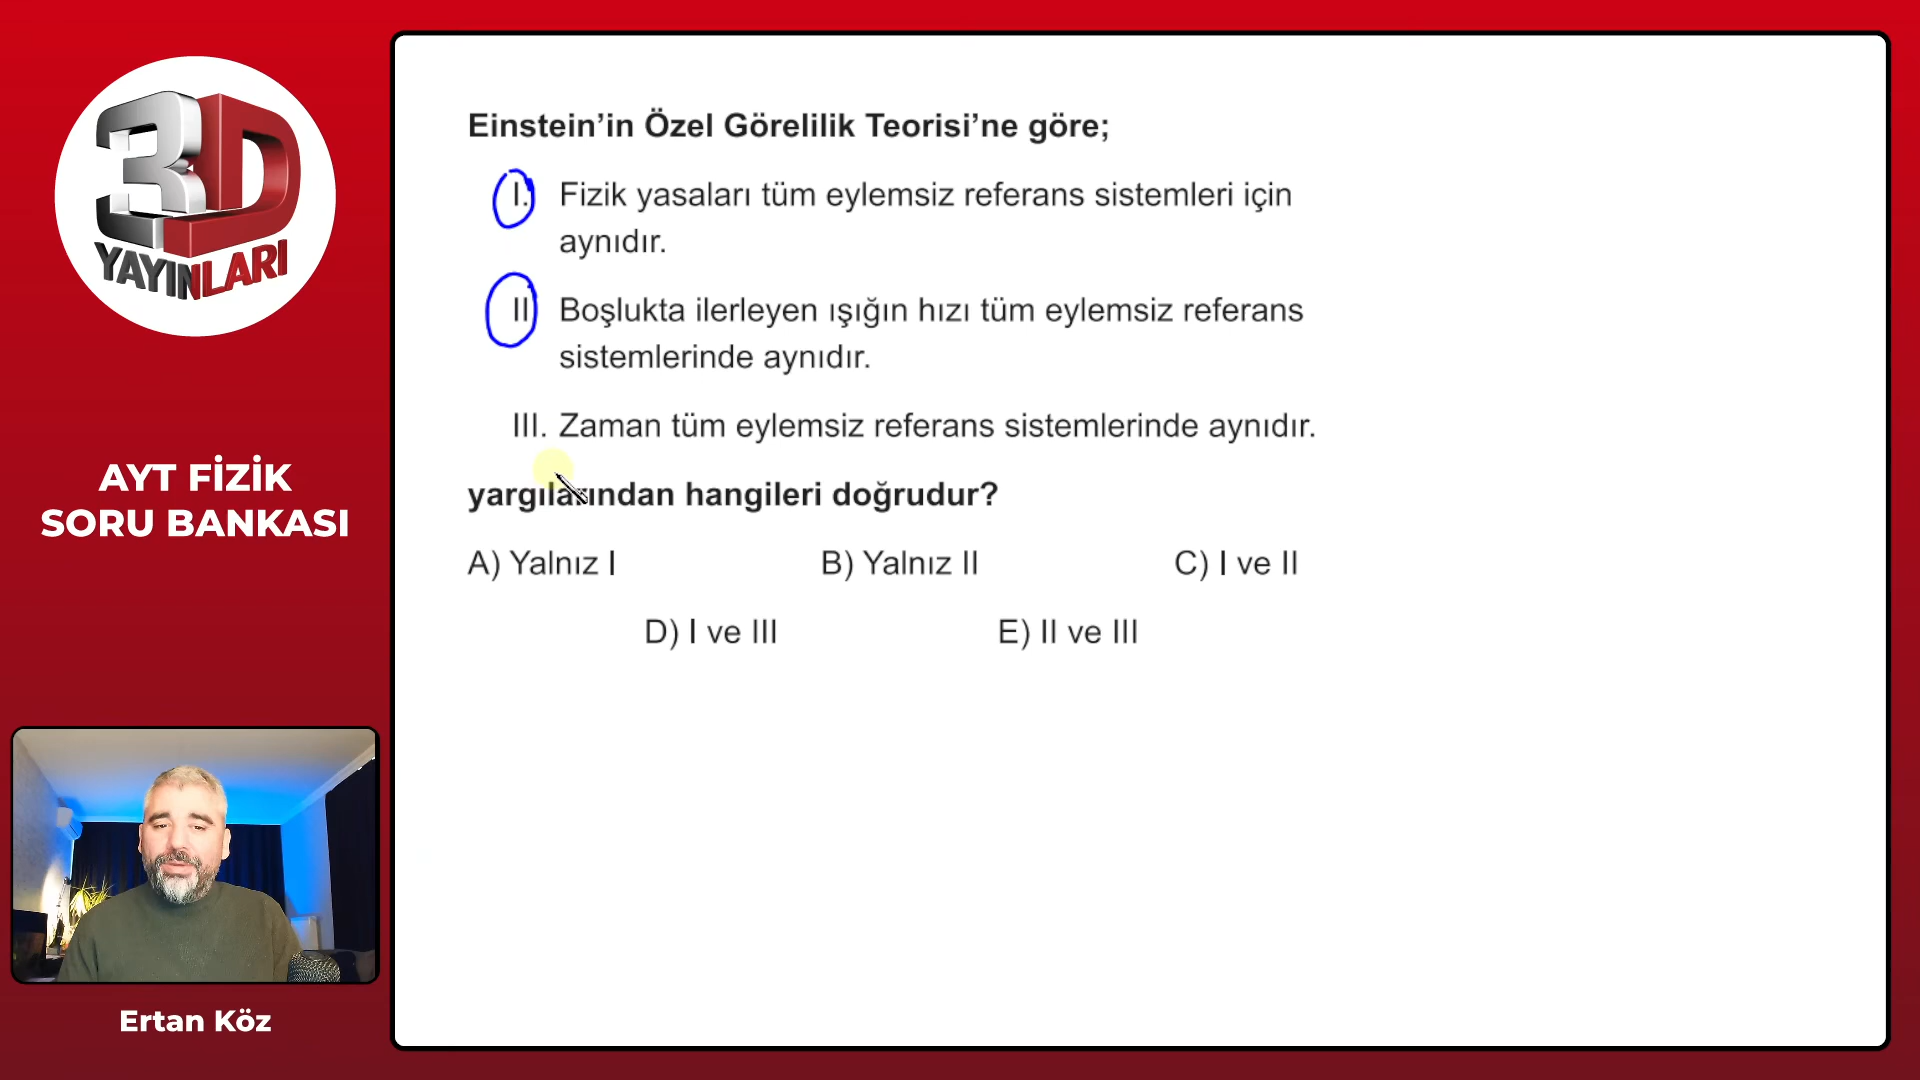 3D
YAYINLARI
AYT FİZİK
SORU BANKASI
Ertan Köz
Einstein’in Özel Görelilik Teorisi’ne göre;
I. Fizik yasaları tüm eylemsiz referans sistemleri için
aynıdır.
II. Boşlukta ilerleyen ışığın hızı tüm eylemsiz referans
sistemlerinde aynıdır.
III. Zaman tüm eylemsiz referans sistemlerinde aynıdır.
yargılarından hangileri doğrudur?
A) Yalnız I B) Yalnız II C) I ve II
D) I ve III E) II ve III